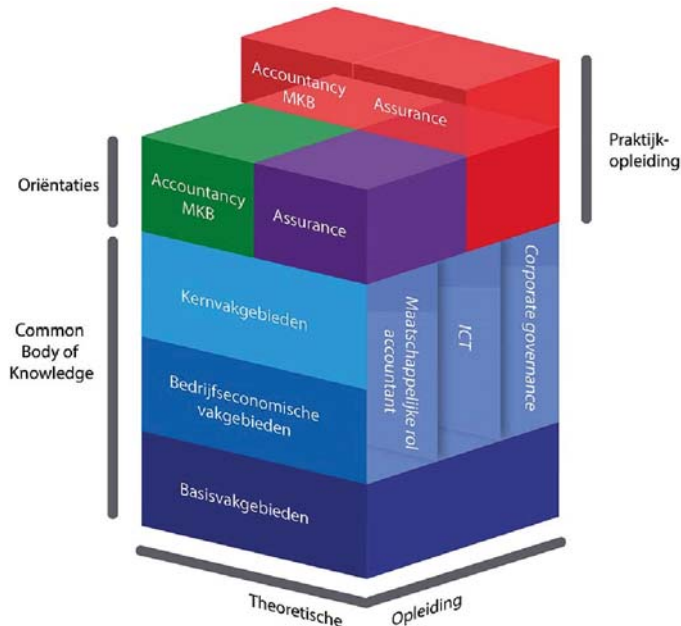 Accountancy
MKB
Assurance
Praktijk-
opleiding
Oriëntaties
Accountancy
MKB
Assurance
Common
Body of
Knowledge
Kernvakgebieden
Bedrijfseconomische
vakgebieden
Basisvakgebieden
Maatschappelijke rol
accountant
ICT
Corporate governance
Theoretische
Opleiding